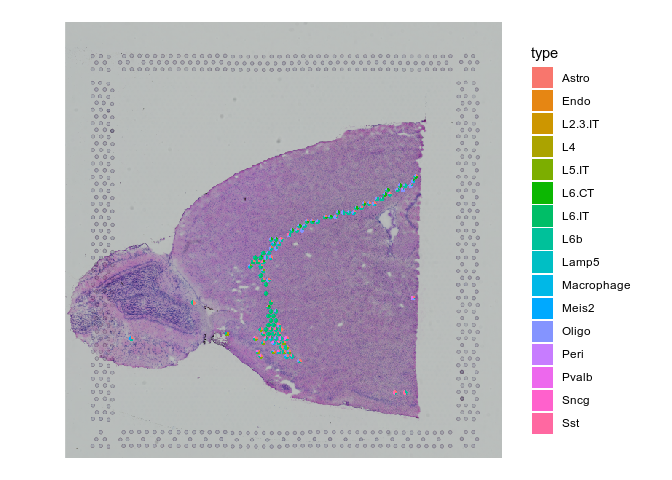 type
Astro
Endo
L2.3.IT
L4
L5.IT
L6.CT
L6.IT
L6b
Lamp5
Macrophage
Meis2
Oligo
Peri
Pvalb
Sncg
Sst